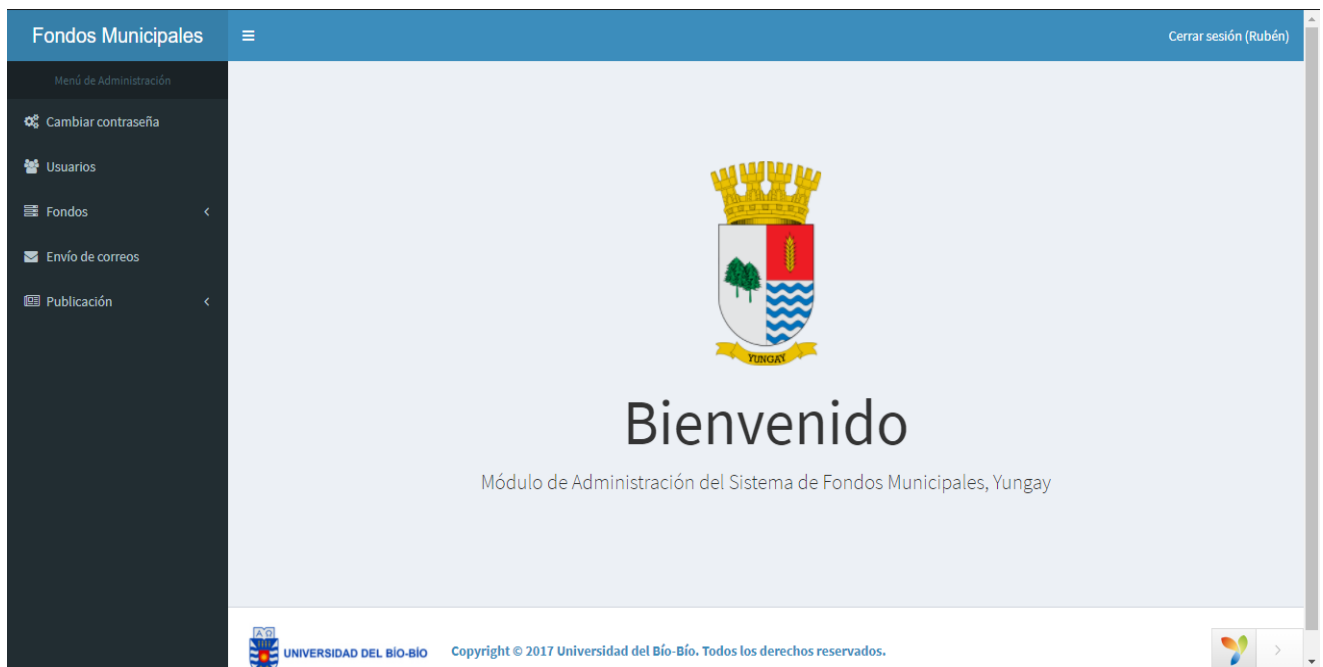 Fondos Municipales
Cerrar sesión (Rubén)
Menú de Administración
Cambiar contraseña
Usuarios
Fondos
Envío de correos
Publicación
YUNGAY
Bienvenido
Módulo de Administración del Sistema de Fondos Municipales, Yungay
UNIVERSIDAD DEL BÍO-BÍO
Copyright © 2017 Universidad del Bío-Bío. Todos los derechos reservados.